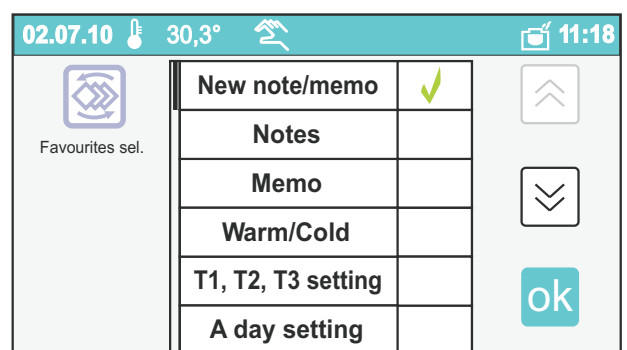 02.07.10 30,3° 11:18
Favourites sel.
New note/memo
Notes
Memo
Warm/Cold
T1, T2, T3 setting
A day setting
ok